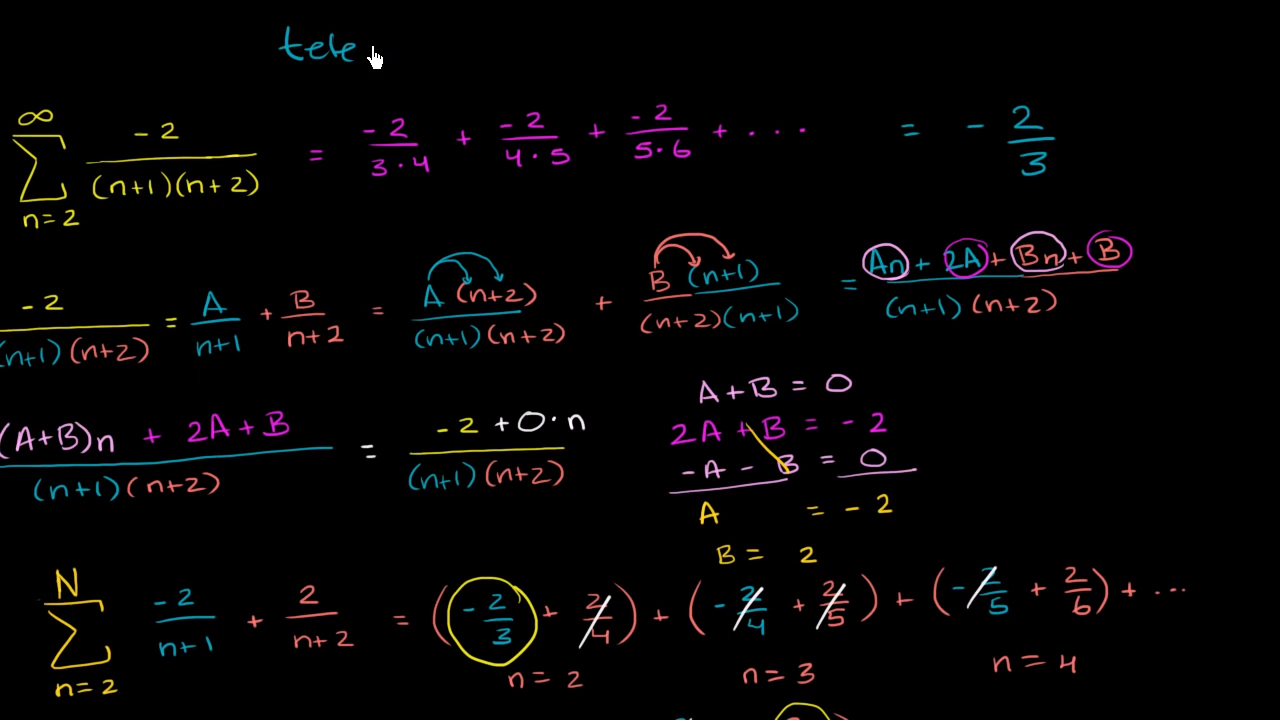 tele
∞
∑ -2 / (n+1)(n+2) = -2 / 3·4 + -2 / 4·5 + -2 / 5·6 + ··· = - 2/3
n=2
-2 / (n+1)(n+2) = A / n+1 + B / n+2 = A(n+2) / (n+1)(n+2) + B(n+1) / (n+2)(n+1) = An + 2A + Bn + B / (n+1)(n+2)
A+B = 0
(A+B)n + 2A+B / (n+1)(n+2) = -2 + 0·n / (n+1)(n+2)
2A + B = -2
-A - B = 0
A = -2
B = 2
N
∑ -2 / n+1 + 2 / n+2 = (-2/3 + 2/4) + (-2/4 + 2/5) + (-2/5 + 2/6) + ···
n=2
n=2 n=3 n=4